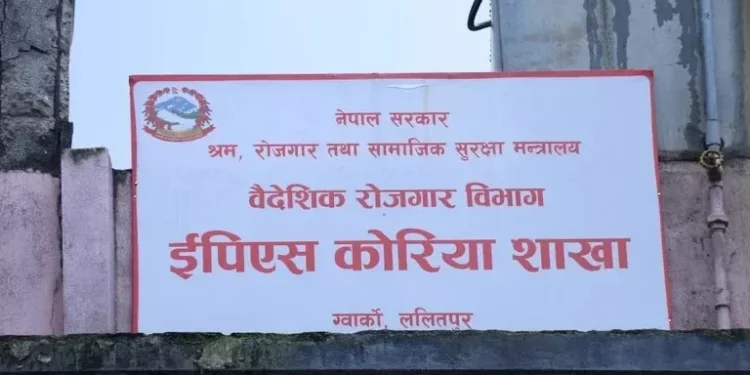 नेपाल सरकार
श्रम, रोजगार तथा सामाजिक सुरक्षा मन्त्रालय
वैदेशिक रोजगार विभाग
ईपिएस कोरिया शाखा
ग्वार्को, ललितपुर